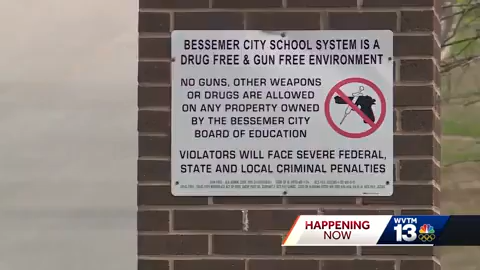 BESSEMER CITY SCHOOL SYSTEM IS A
DRUG FREE & GUN FREE ENVIRONMENT
NO GUNS, OTHER WEAPONS
OR DRUGS ARE ALLOWED
ON ANY PROPERTY OWNED
BY THE BESSEMER CITY
BOARD OF EDUCATION
VIOLATORS WILL FACE SEVERE FEDERAL,
STATE AND LOCAL CRIMINAL PENALTIES
HAPPENING
NOW
WVTM
13